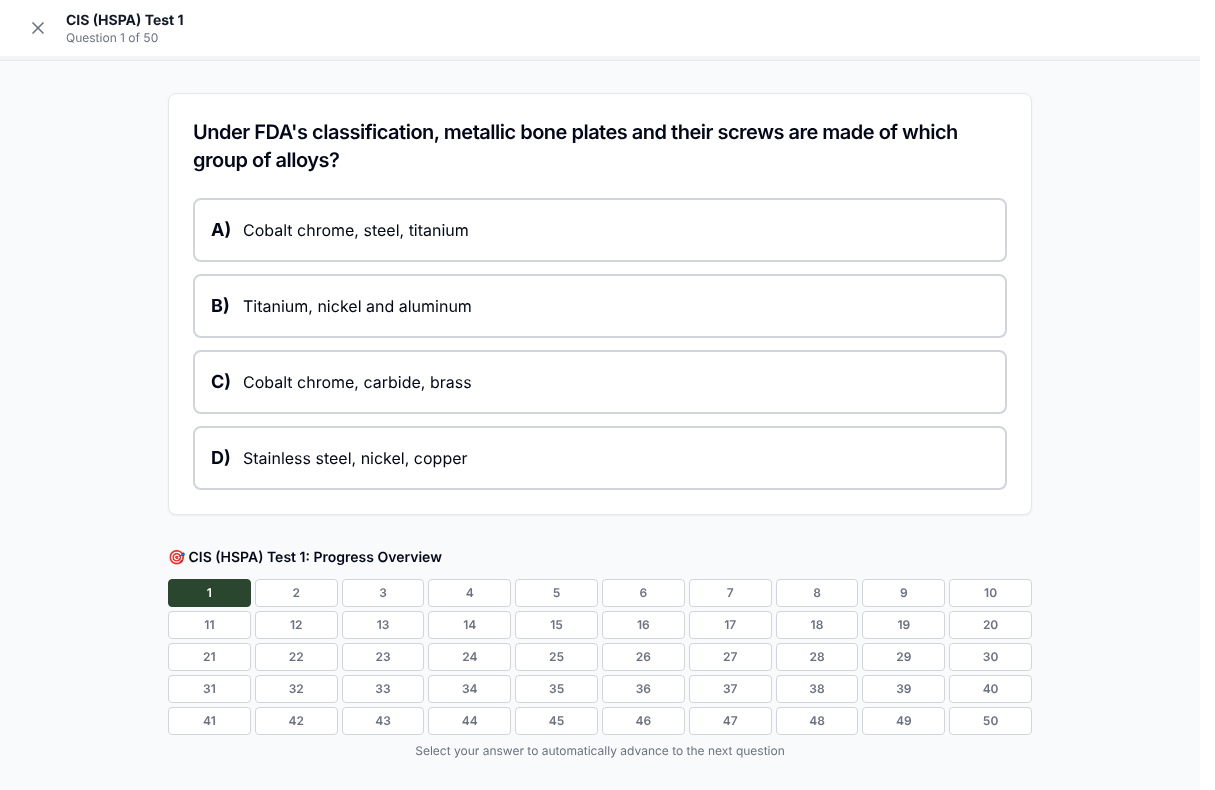 CIS (HSPA) Test 1
Question 1 of 50
Under FDA's classification, metallic bone plates and their screws are made of which
group of alloys?
A) Cobalt chrome, steel, titanium
B) Titanium, nickel and aluminum
C) Cobalt chrome, carbide, brass
D) Stainless steel, nickel, copper
🎯 CIS (HSPA) Test 1: Progress Overview
1 2 3 4 5 6 7 8 9 10
11 12 13 14 15 16 17 18 19 20
21 22 23 24 25 26 27 28 29 30
31 32 33 34 35 36 37 38 39 40
41 42 43 44 45 46 47 48 49 50
Select your answer to automatically advance to the next question